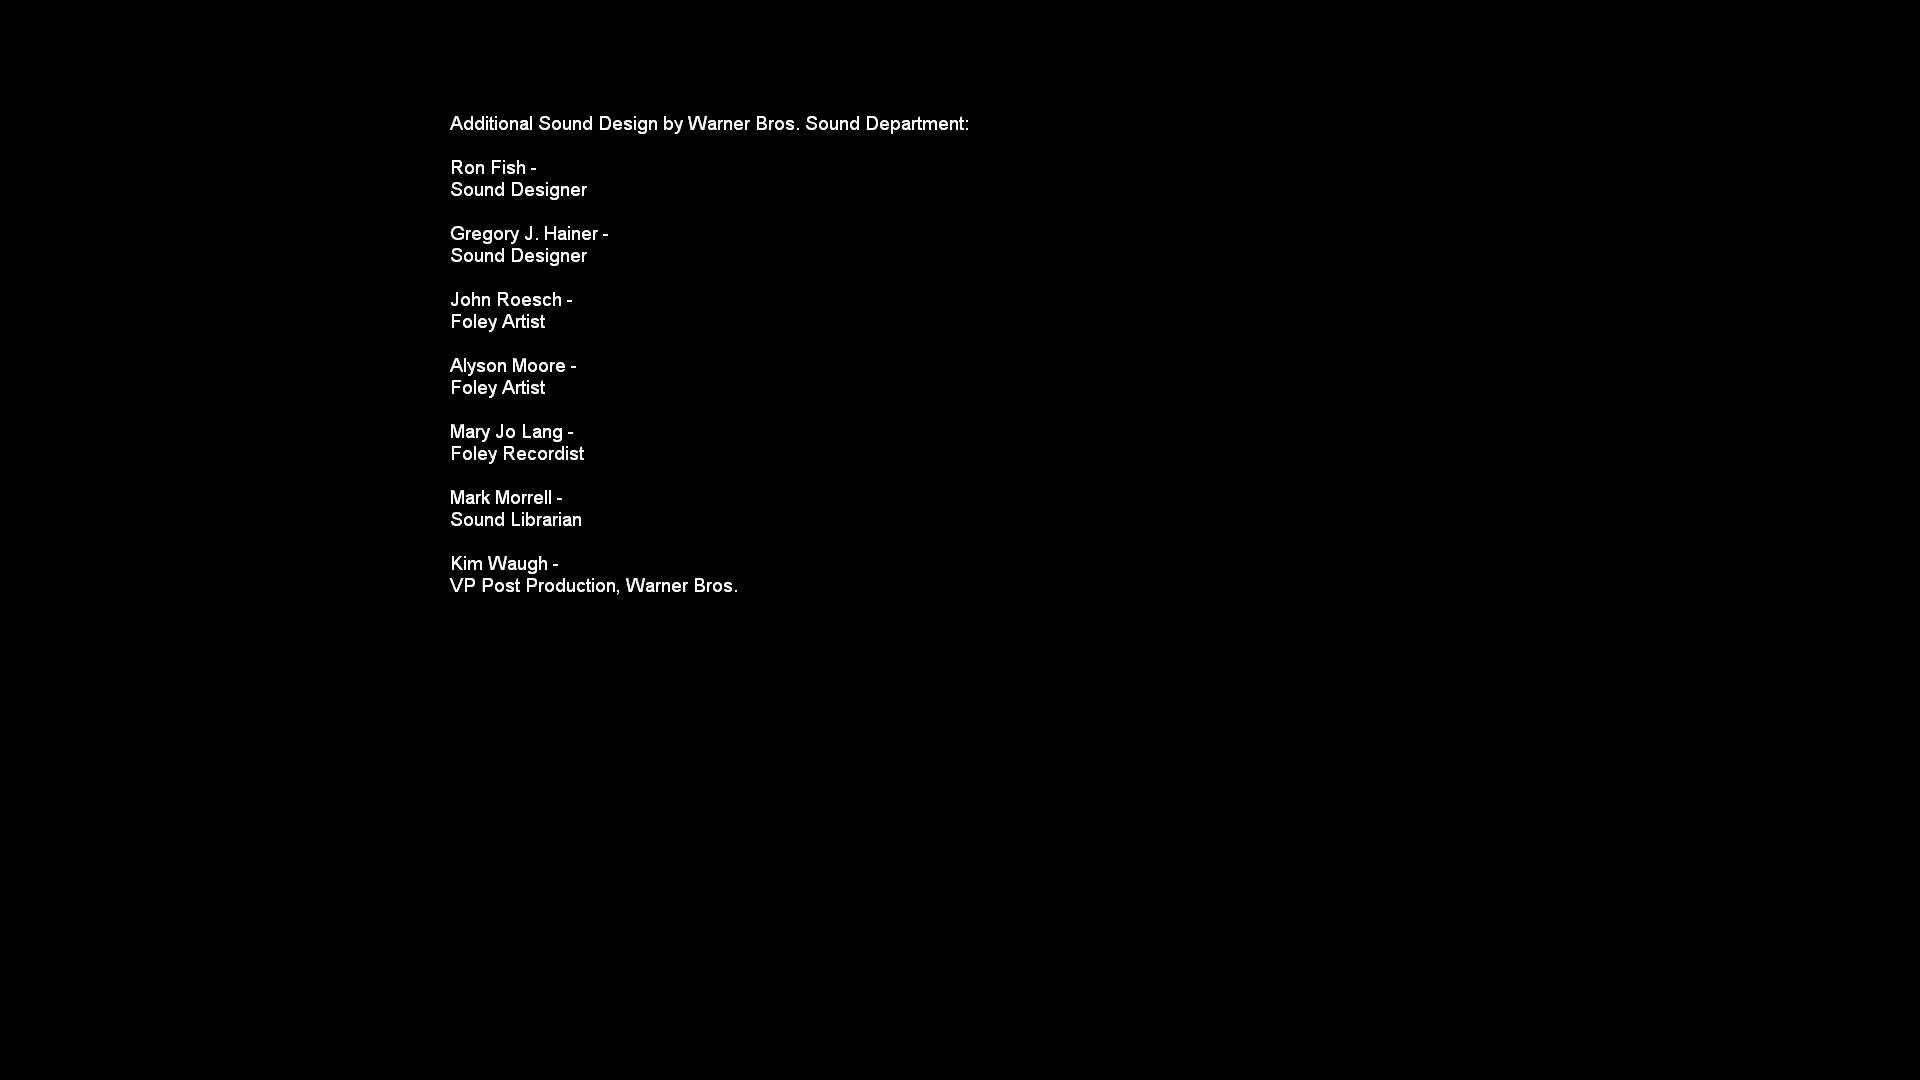 Additional Sound Design by Warner Bros. Sound Department:
Ron Fish -
Sound Designer
Gregory J. Hainer -
Sound Designer
John Roesch -
Foley Artist
Alyson Moore -
Foley Artist
Mary Jo Lang -
Foley Recordist
Mark Morrell -
Sound Librarian
Kim Waugh -
VP Post Production, Warner Bros.